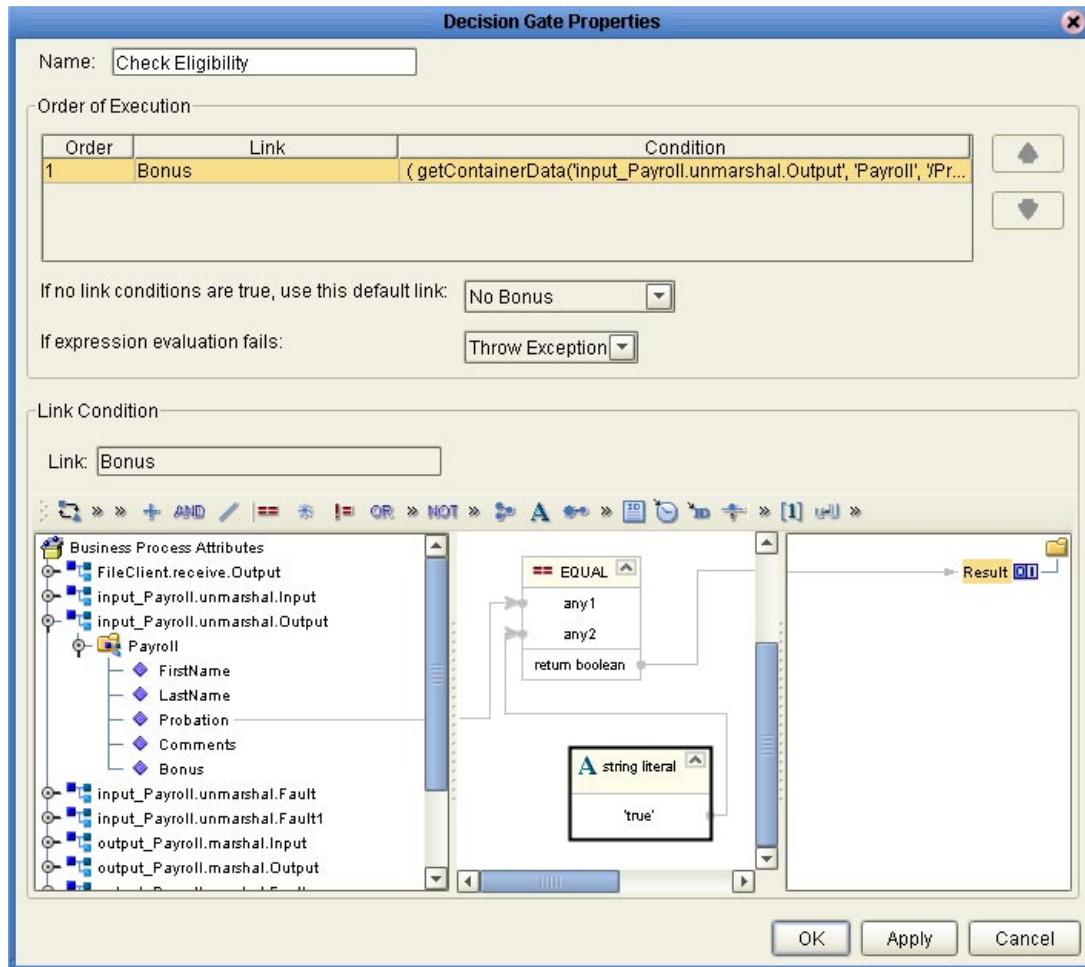 Decision Gate Properties
Name: Check Eligibility
Order of Execution
Order Link Condition
1 Bonus ( getContainerData('input_Payroll.unmarshal.Output', 'Payroll', '/Pr...
If no link conditions are true, use this default link: No Bonus
If expression evaluation fails: Throw Exception
Link Condition
Link: Bonus
AND == != OR NOT A ID [1]
Business Process Attributes
FileClient.receive.Output
input_Payroll.unmarshal.Input
input_Payroll.unmarshal.Output
Payroll
FirstName
LastName
Probation
Comments
Bonus
input_Payroll.unmarshal.Fault
input_Payroll.unmarshal.Fault1
output_Payroll.marshal.Input
output_Payroll.marshal.Output
== EQUAL
any1
any2
return boolean
A string literal
'true'
Result
OK Apply Cancel